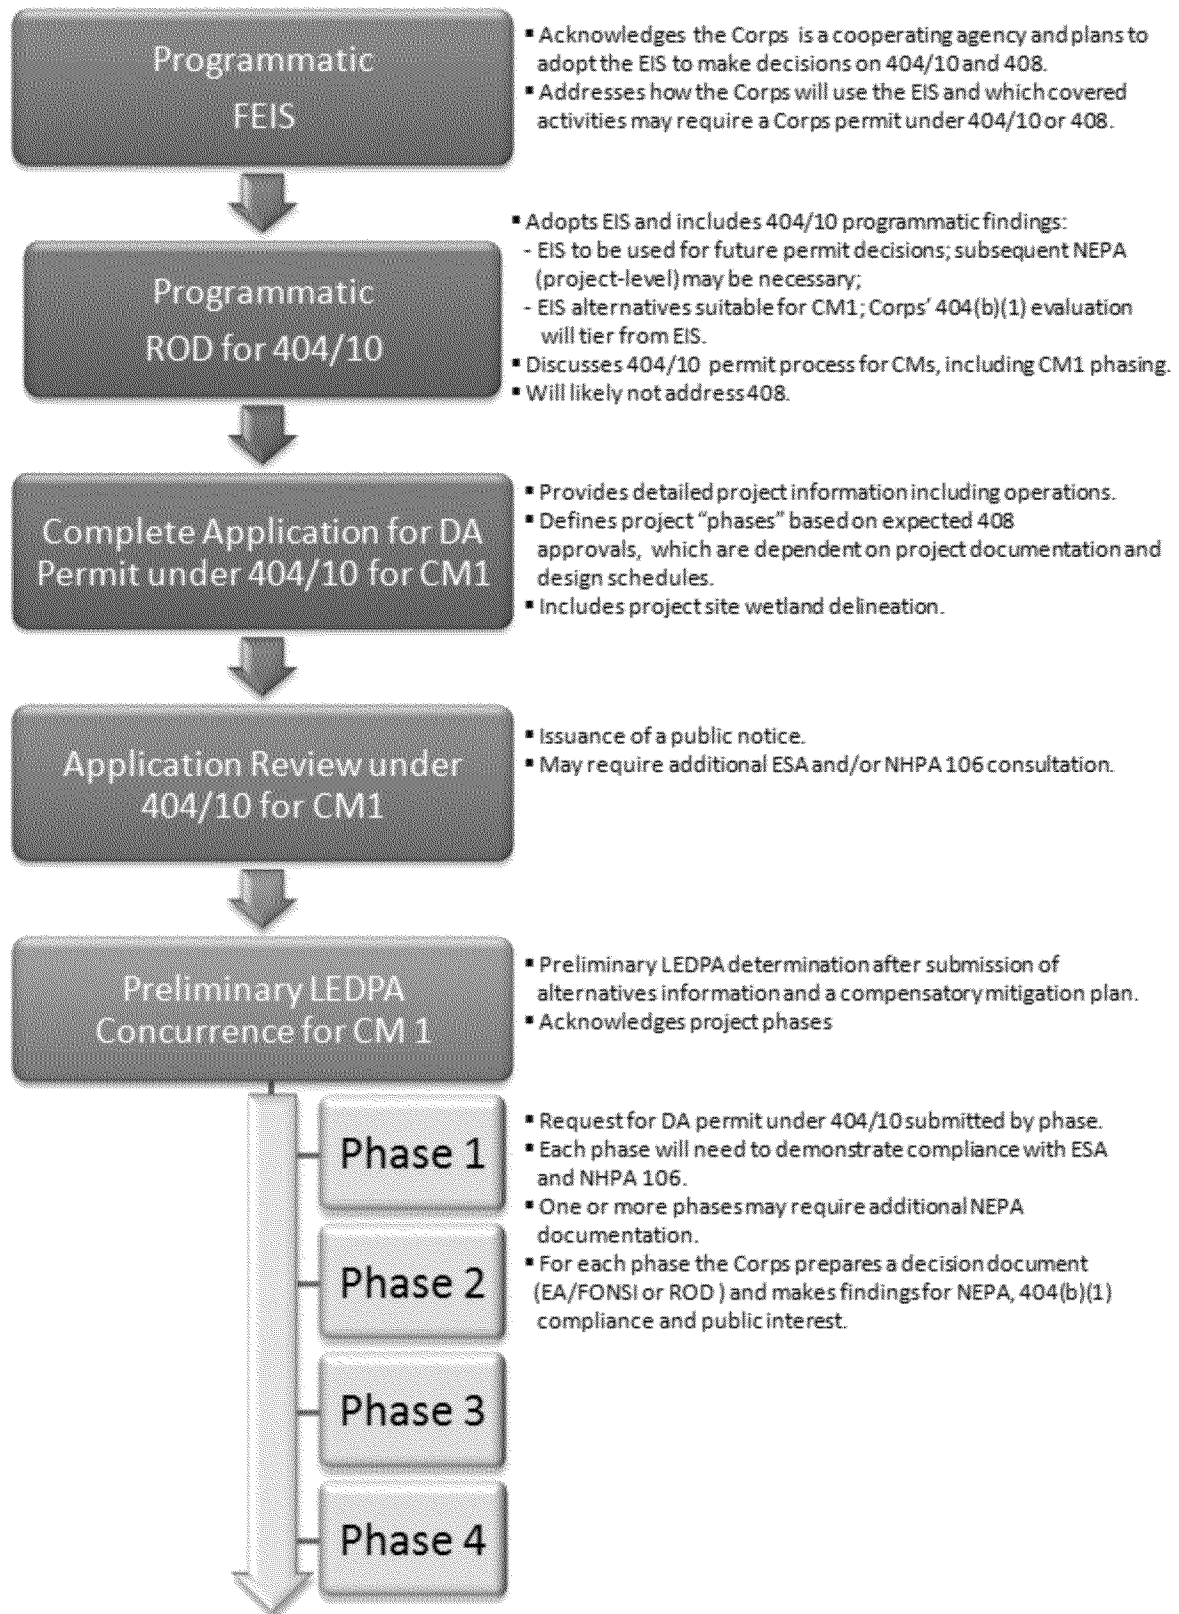 Programmatic
FEIS
▪ Acknowledges the Corps is a cooperating agency and plans to
adopt the EIS to make decisions on 404/10 and 408.
▪ Addresses how the Corps will use the EIS and which covered
activities may require a Corps permit under 404/10 or 408.
Programmatic
ROD for 404/10
▪ Adopts EIS and includes 404/10 programmatic findings:
- EIS to be used for future permit decisions; subsequent NEPA
(project-level) may be necessary;
- EIS alternatives suitable for CM1; Corps' 404(b)(1) evaluation
will tier from EIS.
▪ Discusses 404/10 permit process for CMs, including CM1 phasing.
▪ Will likely not address 408.
Complete Application for DA
Permit under 404/10 for CM1
▪ Provides detailed project information including operations.
▪ Defines project “phases” based on expected 408
approvals, which are dependent on project documentation and
design schedules.
▪ Includes project site wetland delineation.
Application Review under
404/10 for CM1
▪ Issuance of a public notice.
▪ May require additional ESA and/or NHPA 106 consultation.
Preliminary LEDPA
Concurrence for CM 1
▪ Preliminary LEDPA determination after submission of
alternatives information and a compensatory mitigation plan.
▪ Acknowledges project phases
Phase 1
Phase 2
Phase 3
Phase 4
▪ Request for DA permit under 404/10 submitted by phase.
▪ Each phase will need to demonstrate compliance with ESA
and NHPA 106.
▪ One or more phases may require additional NEPA
documentation.
▪ For each phase the Corps prepares a decision document
(EA/FONSI or ROD ) and makes findings for NEPA, 404(b)(1)
compliance and public interest.